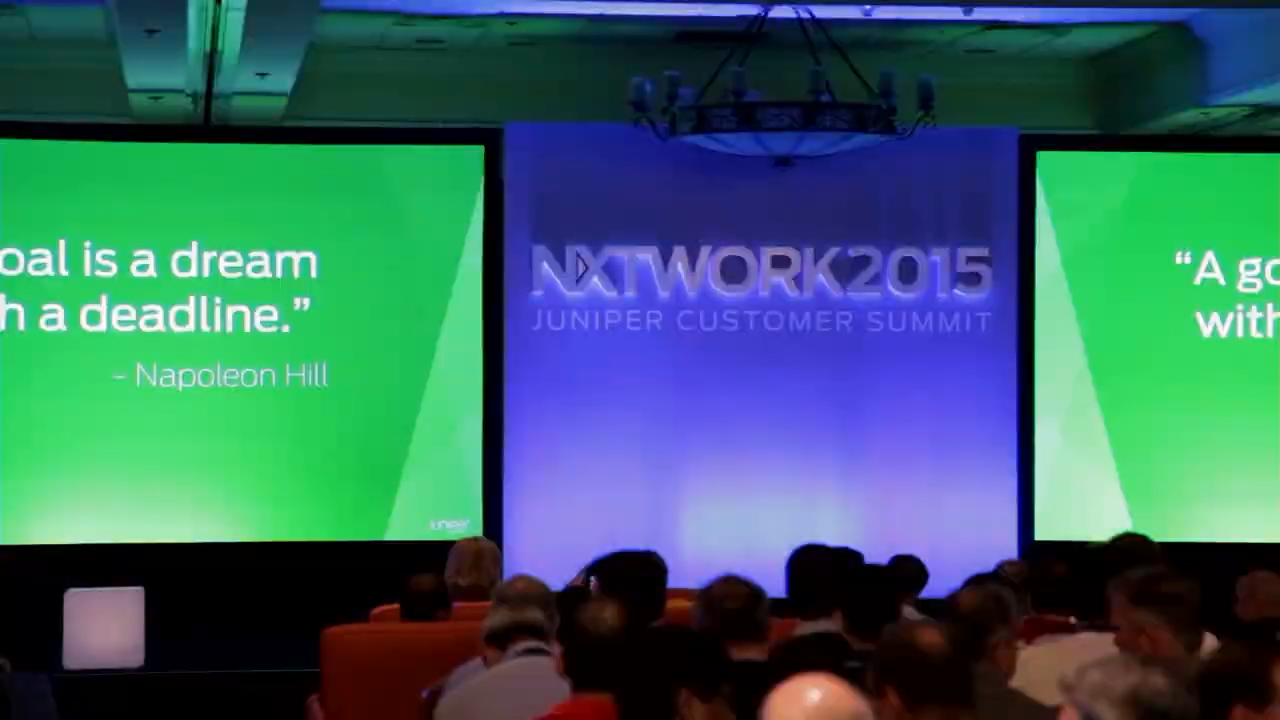 oal is a dream
h a deadline.”
– Napoleon Hill
NXTWORK2015
JUNIPER CUSTOMER SUMMIT
“A go
with